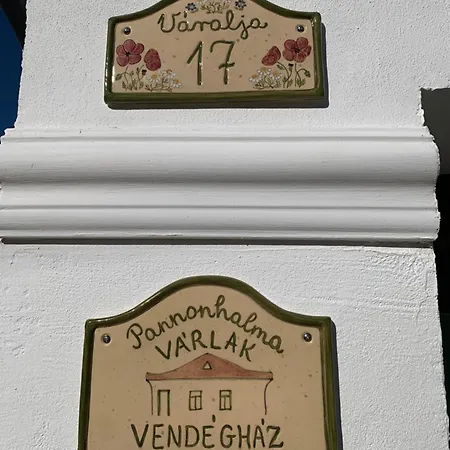 Váralja
17
Pannonhalma
VÁRLAK
VENDÉGHÁZ